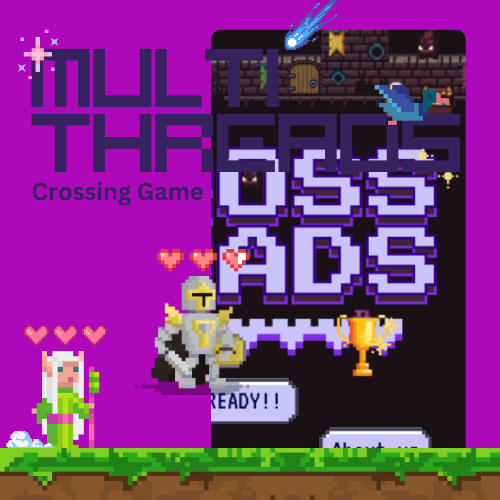 MULTI
THREADS
Crossing Game
OSS
ADS
READY!!
About us